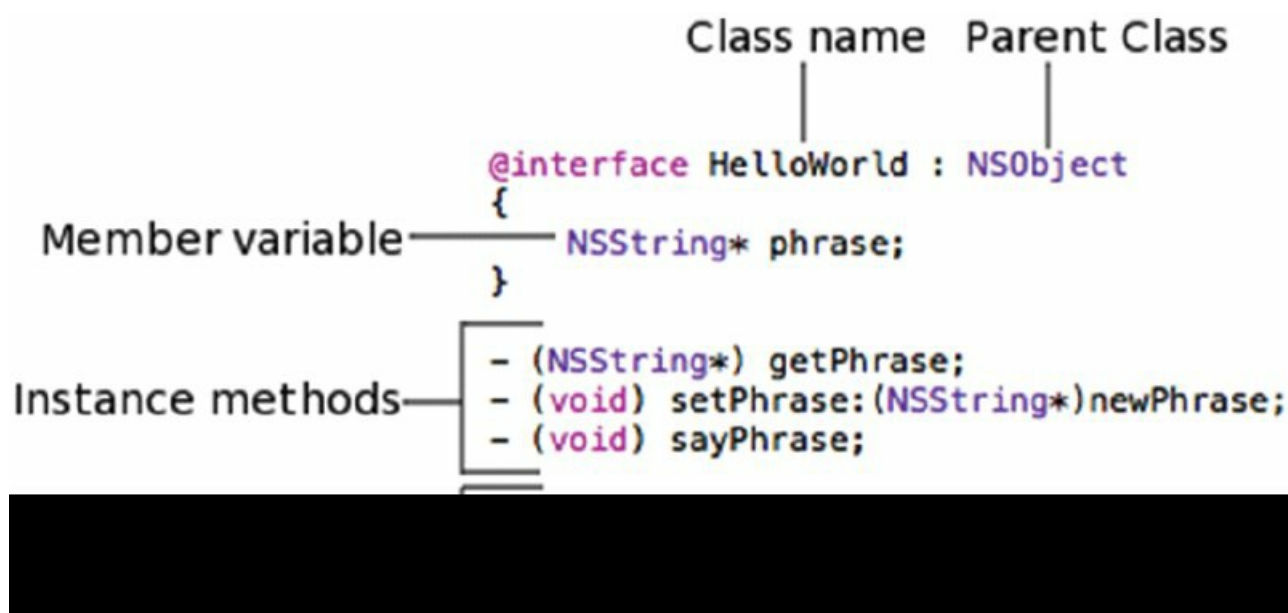 Class name Parent Class
@interface HelloWorld : NSObject
{
Member variable NSString* phrase;
}
- (NSString*) getPhrase;
Instance methods - (void) setPhrase:(NSString*)newPhrase;
- (void) sayPhrase;